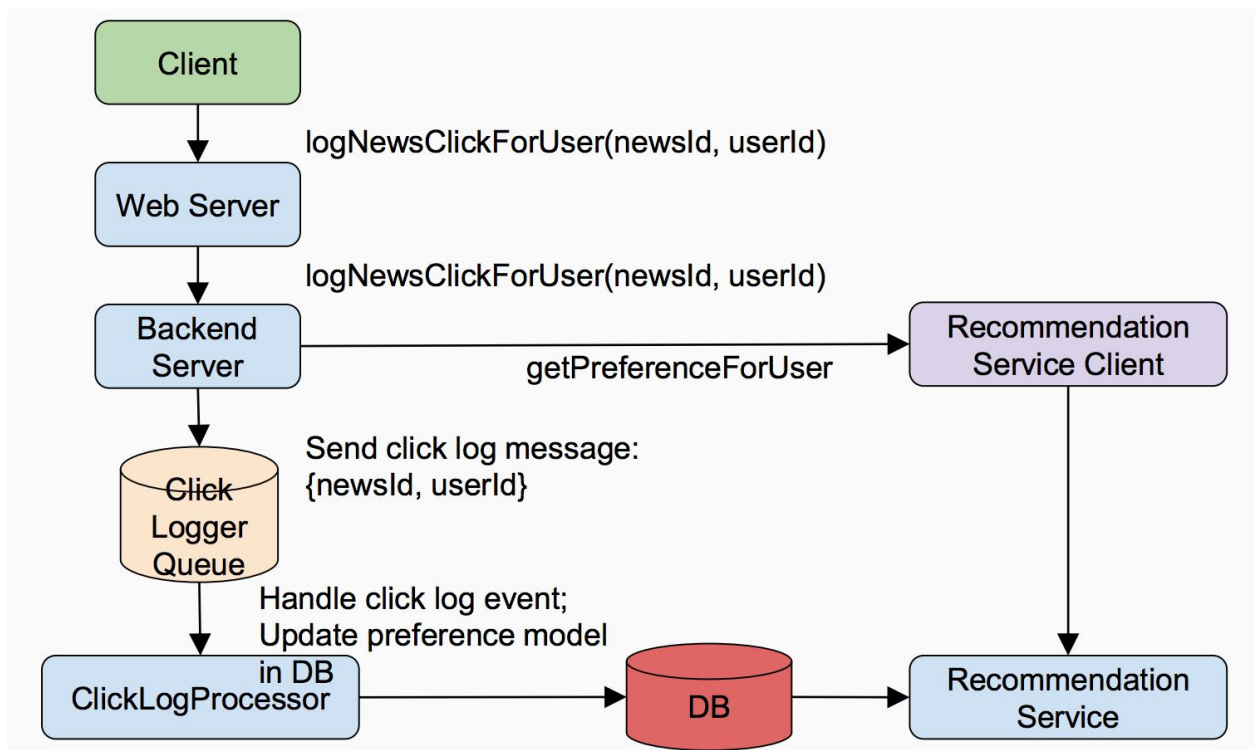 Client
logNewsClickForUser(newsId, userId)
Web Server
logNewsClickForUser(newsId, userId)
Backend
Server
getPreferenceForUser
Recommendation
Service Client
Send click log message:
{newsId, userId}
Click
Logger
Queue
Handle click log event;
Update preference model
in DB
ClickLogProcessor
DB
Recommendation
Service